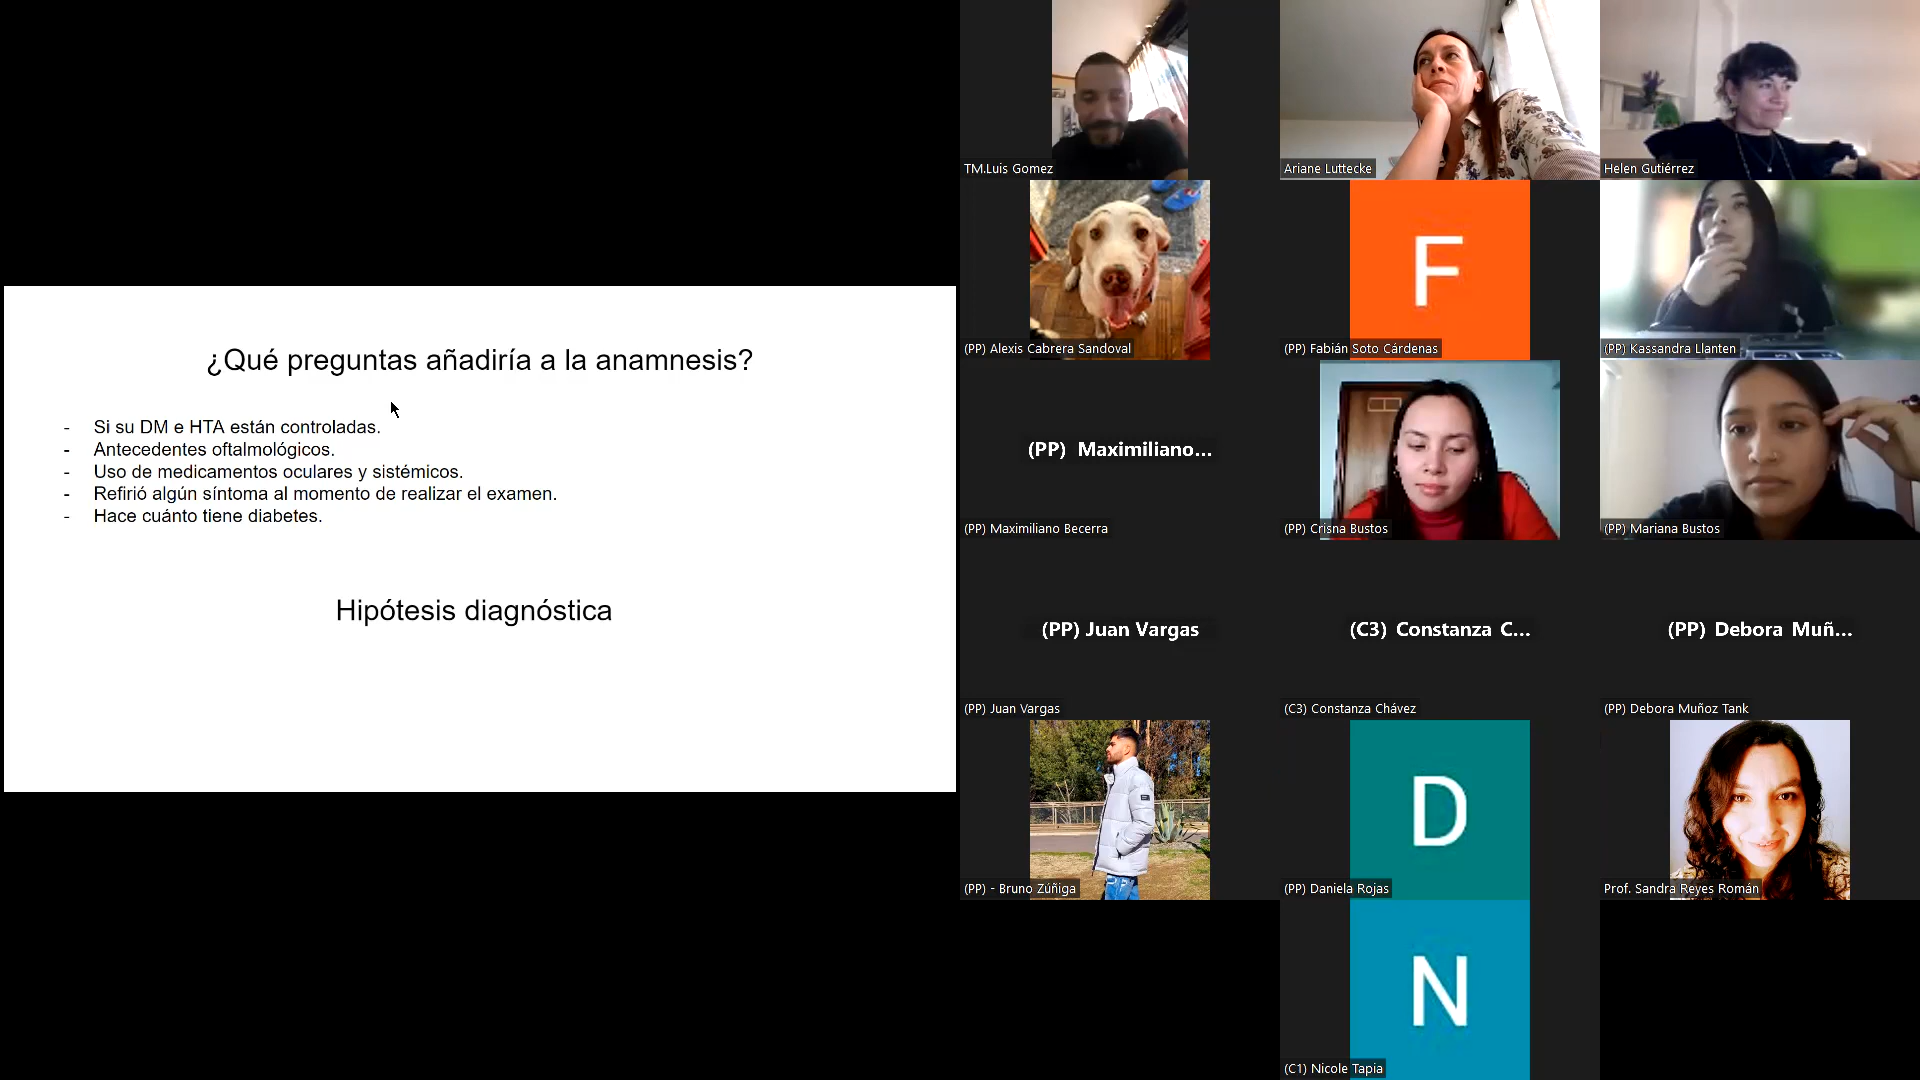 ¿Qué preguntas añadiría a la anamnesis?
- Si su DM e HTA están controladas.
- Antecedentes oftalmológicos.
- Uso de medicamentos oculares y sistémicos.
- Refirió algún síntoma al momento de realizar el examen.
- Hace cuánto tiene diabetes.
Hipótesis diagnóstica
TM.Luis Gomez
Ariane Luttecke
Helen Gutiérrez
(PP) Alexis Cabrera Sandoval
F
(PP) Fabián Soto Cárdenas
(PP) Kassandra Llanten
(PP) Maximiliano...
(PP) Maximiliano Becerra
(PP) Crisna Bustos
(PP) Mariana Bustos
(PP) Juan Vargas
(C3) Constanza C...
(PP) Debora Muñ...
(PP) Juan Vargas
(C3) Constanza Chávez
(PP) Debora Muñoz Tank
(PP) - Bruno Zúñiga
D
(PP) Daniela Rojas
Prof. Sandra Reyes Román
N
(C1) Nicole Tapia